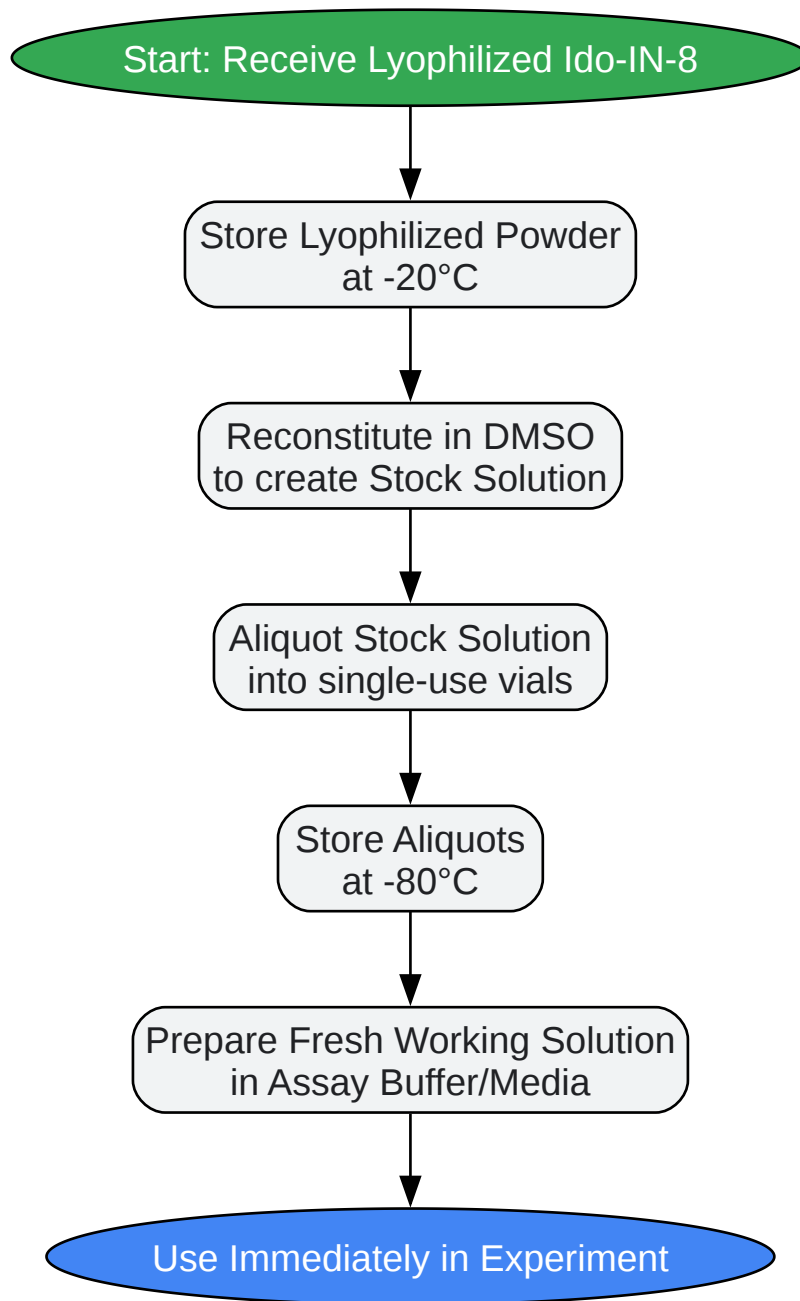 Start: Receive Lyophilized Ido-IN-8
Store Lyophilized Powder
at -20°C
Reconstitute in DMSO
to create Stock Solution
Aliquot Stock Solution
into single-use vials
Store Aliquots
at -80°C
Prepare Fresh Working Solution
in Assay Buffer/Media
Use Immediately in Experiment